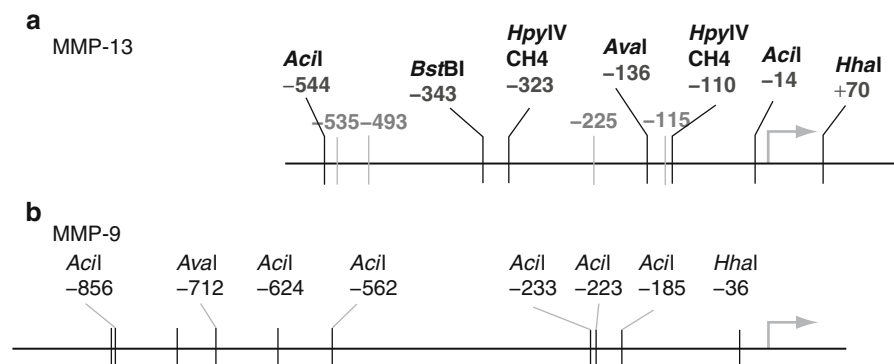 a
MMP-13
AciI
−544
BstBI
−343
HpyIV
CH4
−323
AvaI
−136
HpyIV
CH4
−110
AciI
−14
HhaI
+70
−535 −493
−225
−115
b
MMP-9
AciI
−856
AvaI
−712
AciI
−624
AciI
−562
AciI
−233
AciI
−223
AciI
−185
HhaI
−36